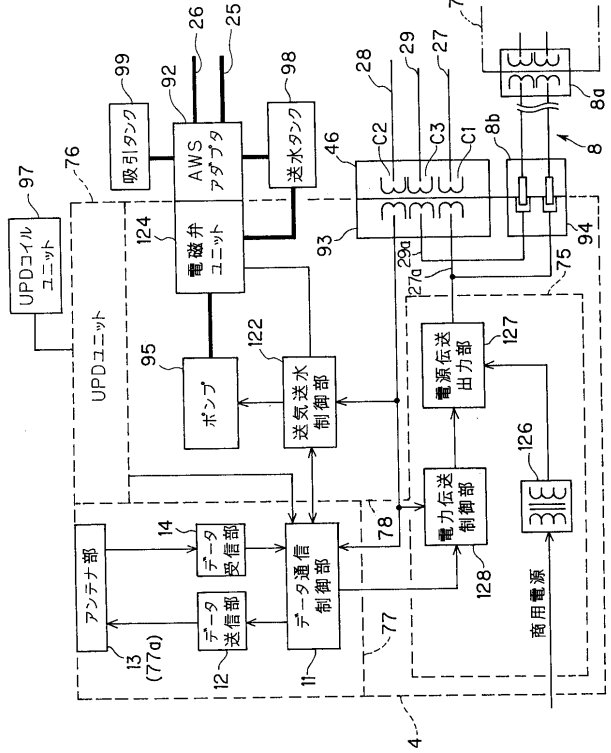 97
UPDコイル
ユニット
76
UPDユニット
99
吸引タンク
26
25
92
AWS
アダプタ
124
電磁弁
ユニット
98
送水タンク
95
ポンプ
122
送気送水
制御部
アンテナ部
13
(77a)
14
データ
受信部
データ
送信部
12
データ通信
制御部
11
77
78
4
46
93
C2
C3
C1
28
29
27
29a
27a
8b
8a
8
7
94
75
電源伝送
出力部
127
電力伝送
制御部
128
126
商用電源